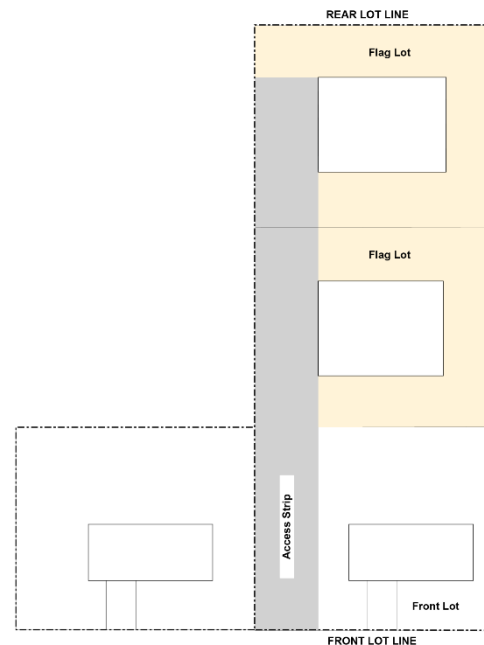 REAR LOT LINE
Flag Lot
Flag Lot
Access Strip
Front Lot
FRONT LOT LINE